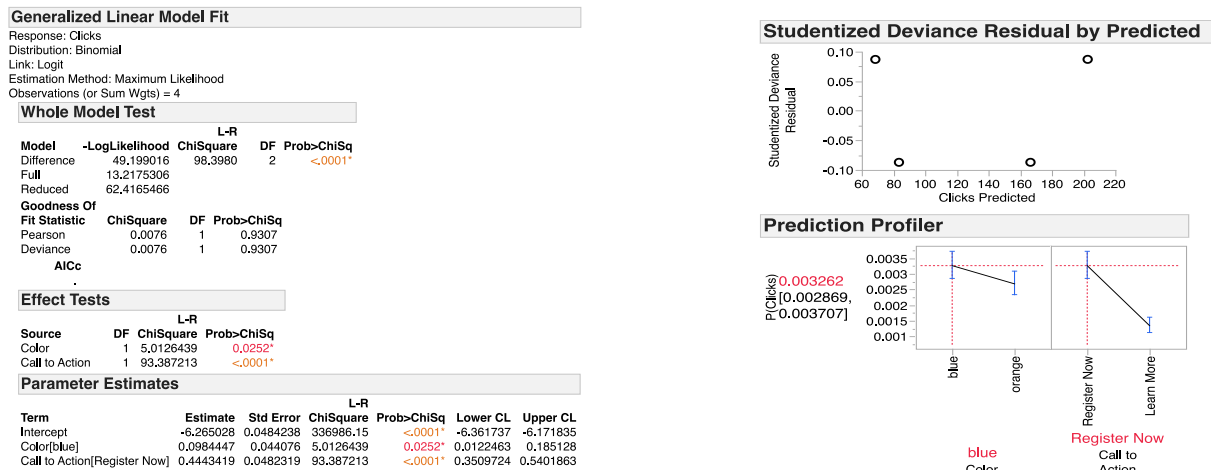 Generalized Linear Model Fit
Response: Clicks
Distribution: Binomial
Link: Logit
Estimation Method: Maximum Likelihood
Observations (or Sum Wgts) = 4
Whole Model Test
L-R
Model -LogLikelihood ChiSquare DF Prob>ChiSq
Difference 49.199016 98.3980 2 <.0001*
Full 13.2175306
Reduced 62.4165466
Goodness Of
Fit Statistic ChiSquare DF Prob>ChiSq
Pearson 0.0076 1 0.9307
Deviance 0.0076 1 0.9307
AICc
.
Effect Tests
L-R
Source DF ChiSquare Prob>ChiSq
Color 1 5.0126439 0.0252*
Call to Action 1 93.387213 <.0001*
Parameter Estimates
L-R
Term Estimate Std Error ChiSquare Prob>ChiSq Lower CL Upper CL
Intercept -6.265028 0.0484238 336986.15 <.0001* -6.361737 -6.171835
Color[blue] 0.0984447 0.044076 5.0126439 0.0252* 0.0122463 0.185128
Call to Action[Register Now] 0.4443419 0.0482319 93.387213 <.0001* 0.3509724 0.5401863
Studentized Deviance Residual by Predicted
Studentized Deviance
Residual
0.10
0.05
0.00
-0.05
-0.10
60 80 100 120 140 160 180 200 220
Clicks Predicted
Prediction Profiler
P(Clicks)
0.003262
[0.002869,
0.003707]
0.0035
0.003
0.0025
0.002
0.0015
0.001
blue
orange
Register Now
Learn More
blue
Color
Register Now
Call to
Action